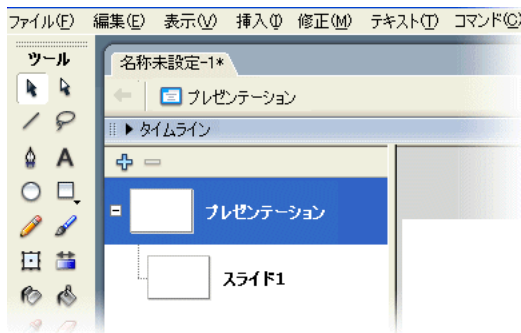 ファイル(F) 編集(E) 表示(V) 挿入(I) 修正(M) テキスト(T) コマンド(C)
ツール
名称未設定-1*
プレゼンテーション
タイムライン
プレゼンテーション
スライド1